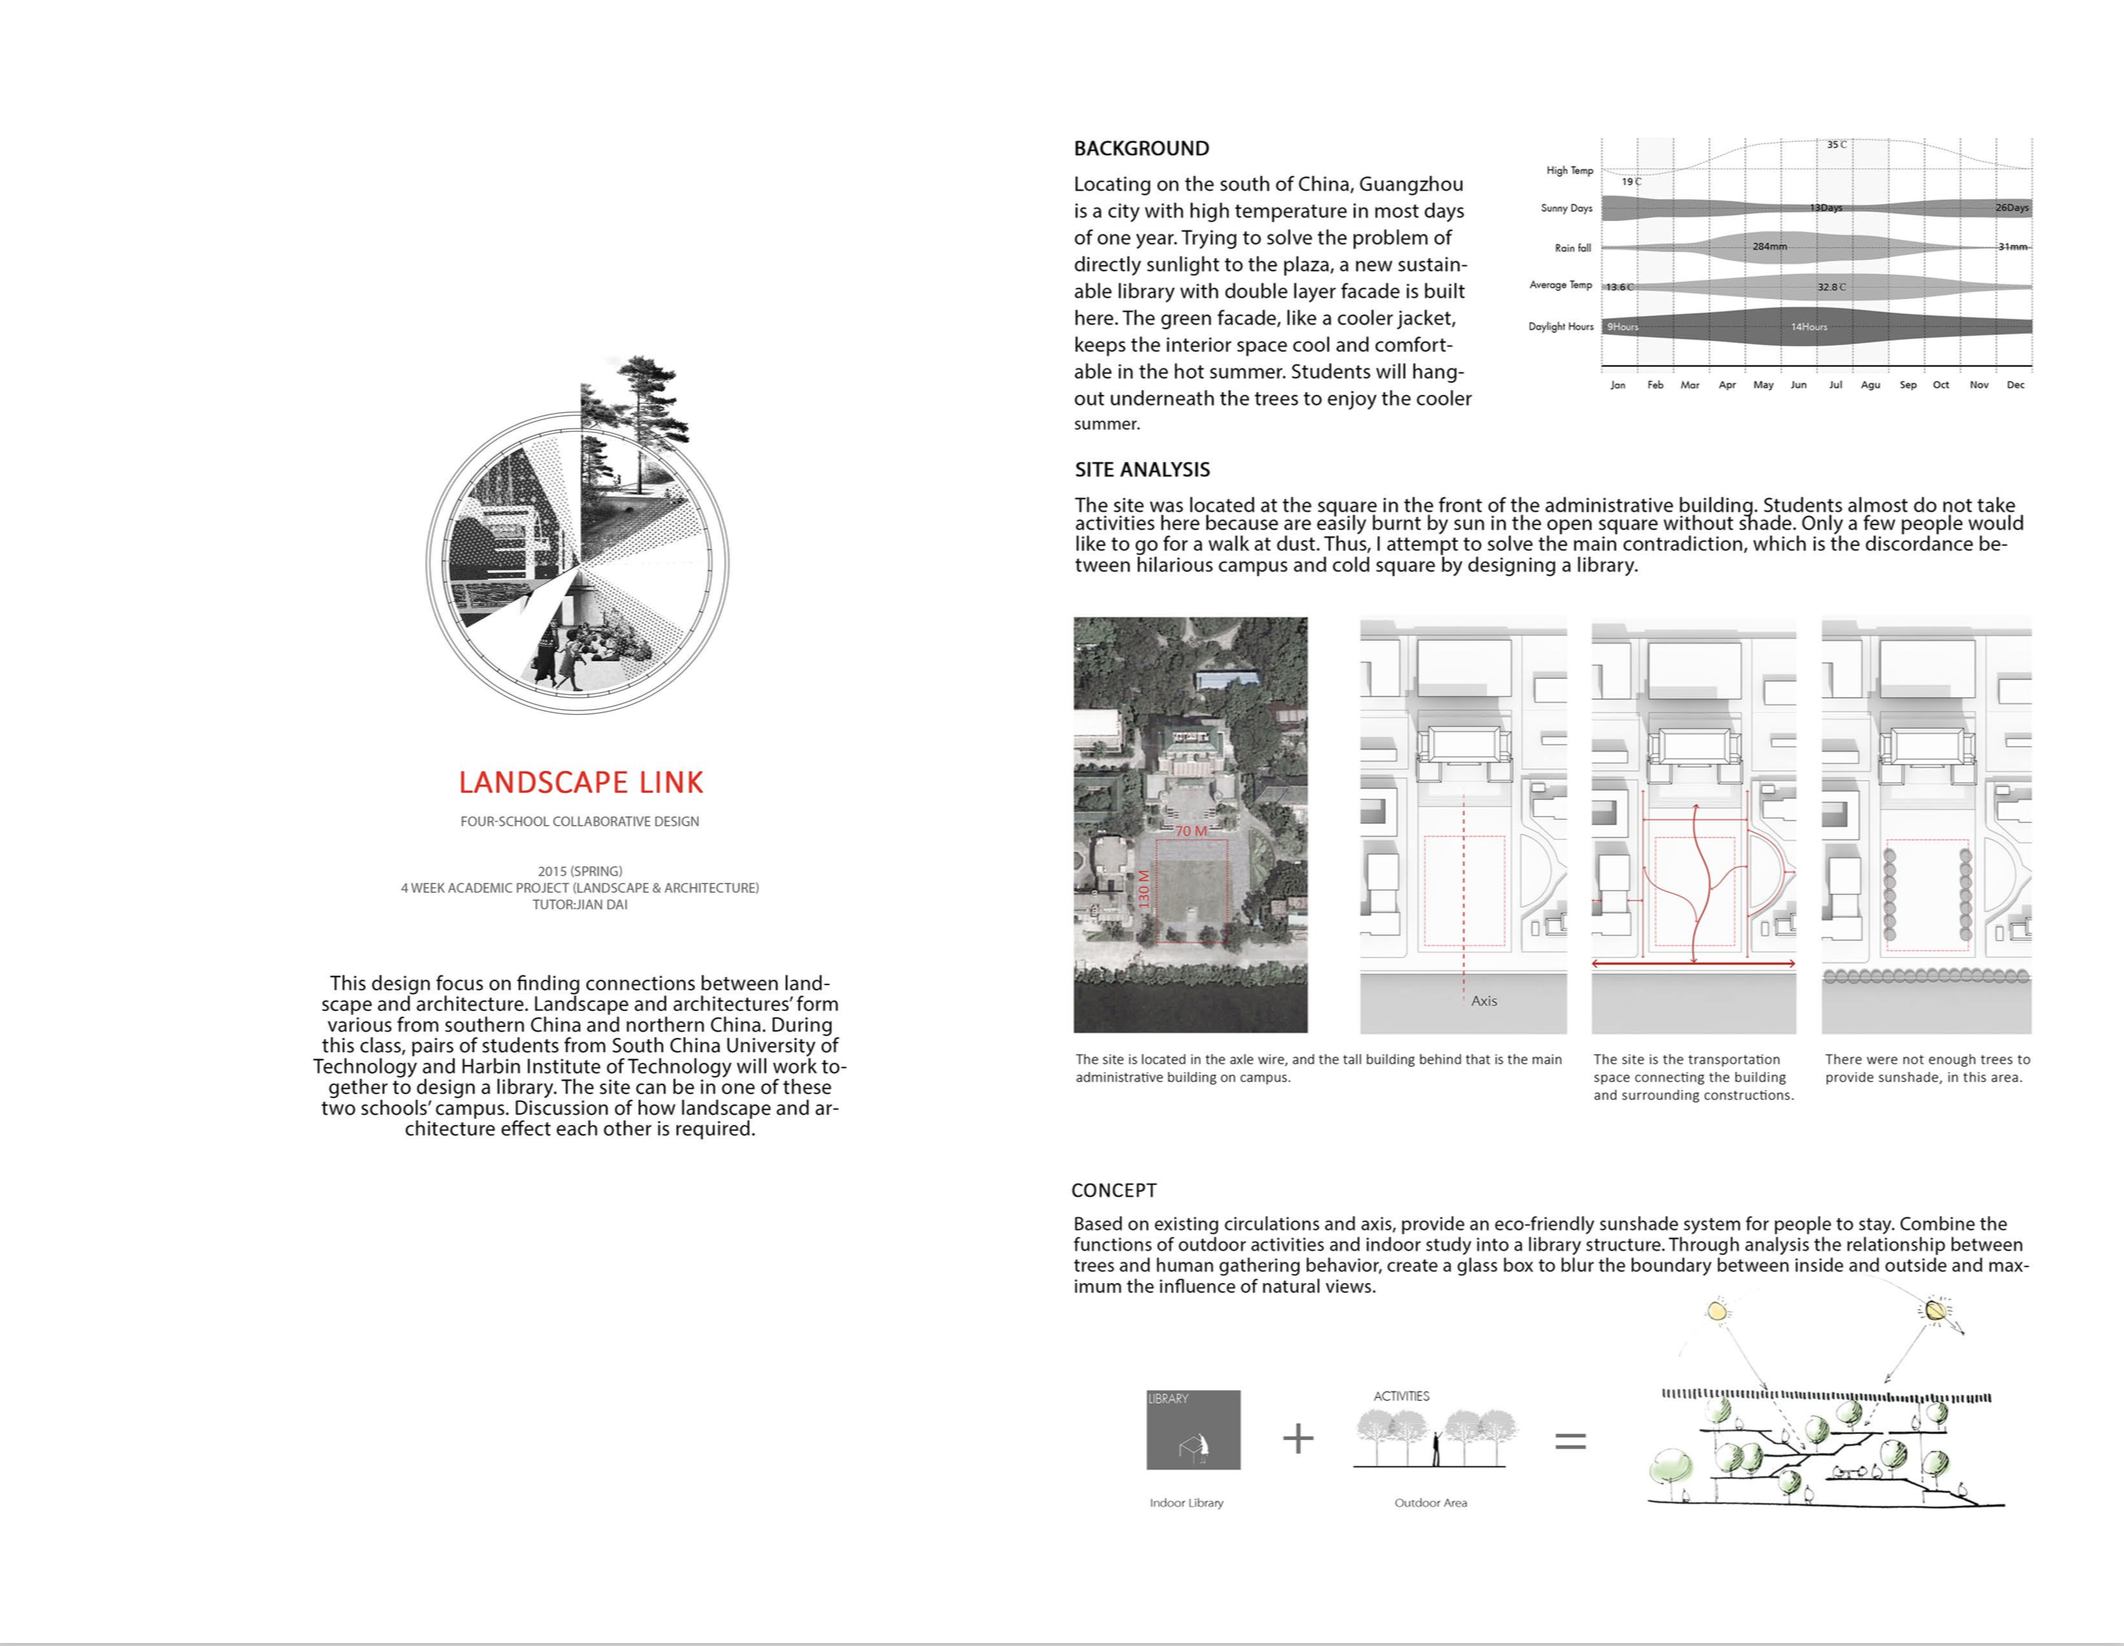 LANDSCAPE LINK
FOUR-SCHOOL COLLABORATIVE DESIGN
2015 (SPRING)
4 WEEK ACADEMIC PROJECT (LANDSCAPE & ARCHITECTURE)
TUTOR:JIAN DAI
This design focus on finding connections between land-
scape and architecture. Landscape and architectures' form
various from southern China and northern China. During
this class, pairs of students from South China University of
Technology and Harbin Institute of Technology will work to-
gether to design a library. The site can be in one of these
two schools' campus. Discussion of how landscape and ar-
chitecture effect each other is required.
BACKGROUND
Locating on the south of China, Guangzhou
is a city with high temperature in most days
of one year. Trying to solve the problem of
directly sunlight to the plaza, a new sustain-
able library with double layer facade is built
here. The green facade, like a cooler jacket,
keeps the interior space cool and comfort-
able in the hot summer. Students will hang-
out underneath the trees to enjoy the cooler
summer.
35 C
High Temp
19 C
Sunny Days
13Days
26Days
Rain fall
284mm
31mm
Average Temp
13.6 C
32.8 C
Daylight Hours
9Hours
14Hours
Jan Feb Mar Apr May Jun Jul Agu Sep Oct Nov Dec
SITE ANALYSIS
The site was located at the square in the front of the administrative building. Students almost do not take
activities here because are easily burnt by sun in the open square without shade. Only a few people would
like to go for a walk at dust. Thus, I attempt to solve the main contradiction, which is the discordance be-
tween hilarious campus and cold square by designing a library.
70 M
130 M
Axis
The site is located in the axle wire, and the tall building behind that is the main
administrative building on campus.
The site is the transportation
space connecting the building
and surrounding constructions.
There were not enough trees to
provide sunshade, in this area.
CONCEPT
Based on existing circulations and axis, provide an eco-friendly sunshade system for people to stay. Combine the
functions of outdoor activities and indoor study into a library structure. Through analysis the relationship between
trees and human gathering behavior, create a glass box to blur the boundary between inside and outside and max-
imum the influence of natural views.
LIBRARY
+
ACTIVITIES
=
Indoor Library
Outdoor Area